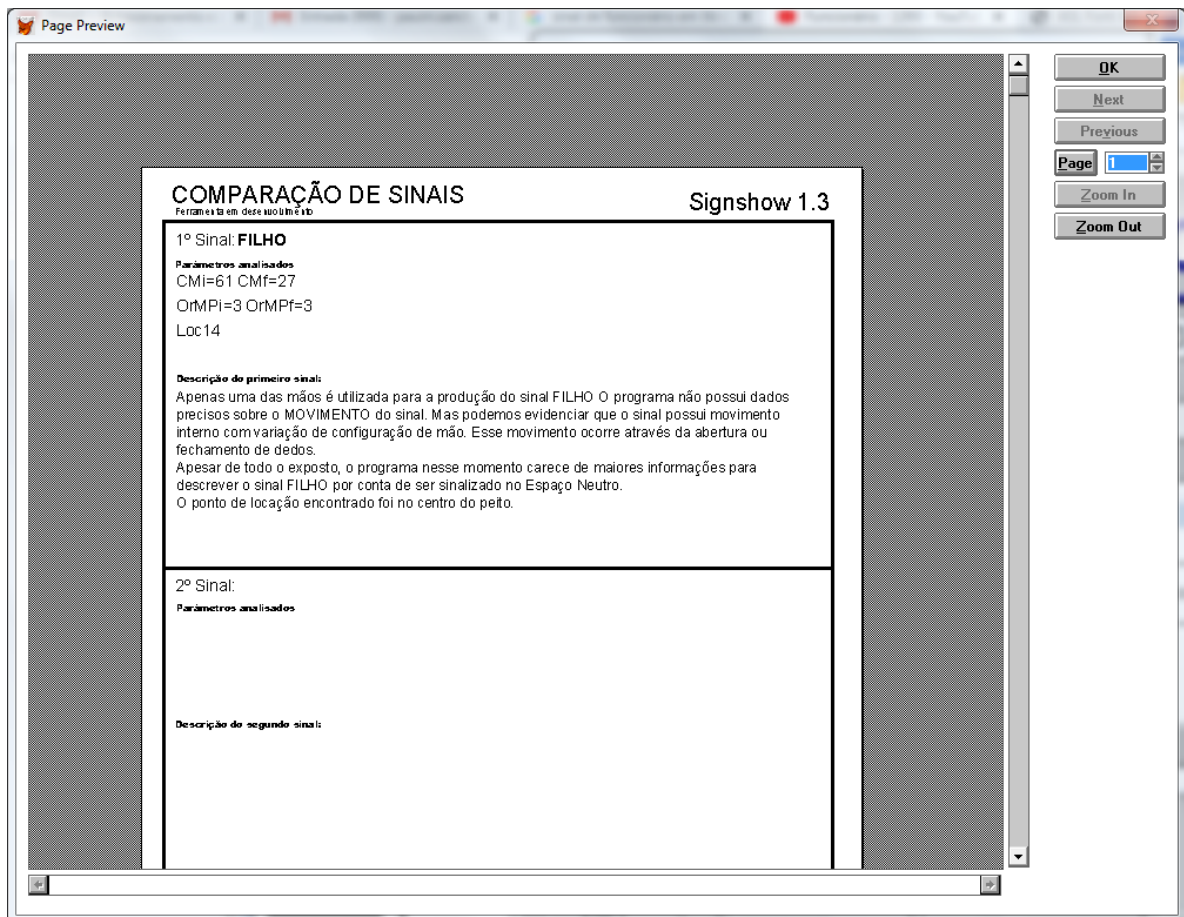 Page Preview
OK
Next
Previous
Page 1
Zoom In
Zoom Out
COMPARAÇÃO DE SINAIS
Ferramenta em desenvolvimento
Signshow 1.3
1º Sinal: FILHO
Parâmetros analisados
CMi=61 CMf=27
OrMPi=3 OrMPf=3
Loc14
Descrição do primeiro sinal:
Apenas uma das mãos é utilizada para a produção do sinal FILHO O programa não possui dados
precisos sobre o MOVIMENTO do sinal. Mas podemos evidenciar que o sinal possui movimento
interno com variação de configuração de mão. Esse movimento ocorre através da abertura ou
fechamento de dedos.
Apesar de todo o exposto, o programa nesse momento carece de maiores informações para
descrever o sinal FILHO por conta de ser sinalizado no Espaço Neutro.
O ponto de locação encontrado foi no centro do peito.
2º Sinal:
Parâmetros analisados
Descrição do segundo sinal: